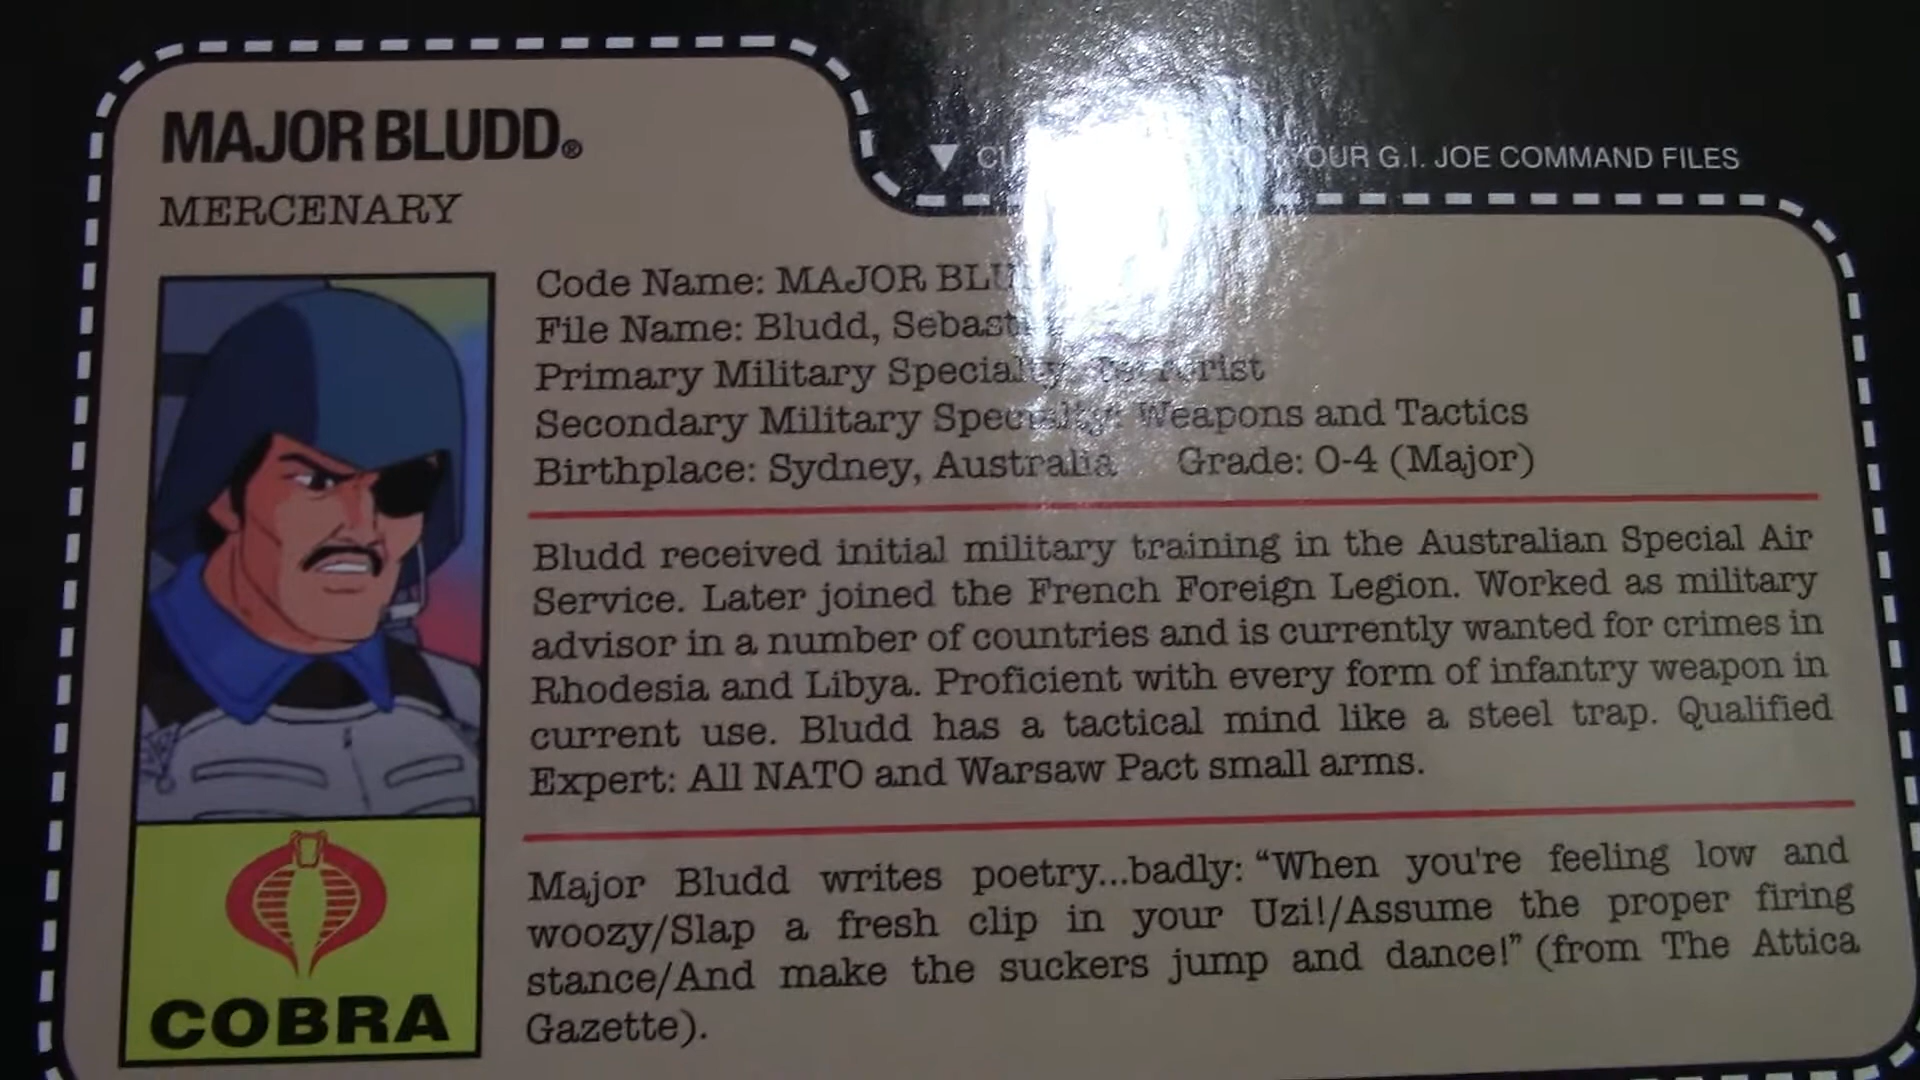 MAJOR BLUDD®
MERCENARY
YOUR G.I. JOE COMMAND FILES
Code Name: MAJOR
File Name: Bludd,
Primary Military Specialty: Terrorist
Secondary Military Specialty: Weapons and Tactics
Birthplace: Sydney, Australia Grade: O-4 (Major)
Bludd received initial military training in the Australian Special Air
Service. Later joined the French Foreign Legion. Worked as military
advisor in a number of countries and is currently wanted for crimes in
Rhodesia and Libya. Proficient with every form of infantry weapon in
current use. Bludd has a tactical mind like a steel trap. Qualified
Expert: All NATO and Warsaw Pact small arms.
Major Bludd writes poetry...badly: “When you're feeling low and
woozy/Slap a fresh clip in your Uzi!/Assume the proper firing
stance/And make the suckers jump and dance!” (from The Attica
Gazette).
COBRA